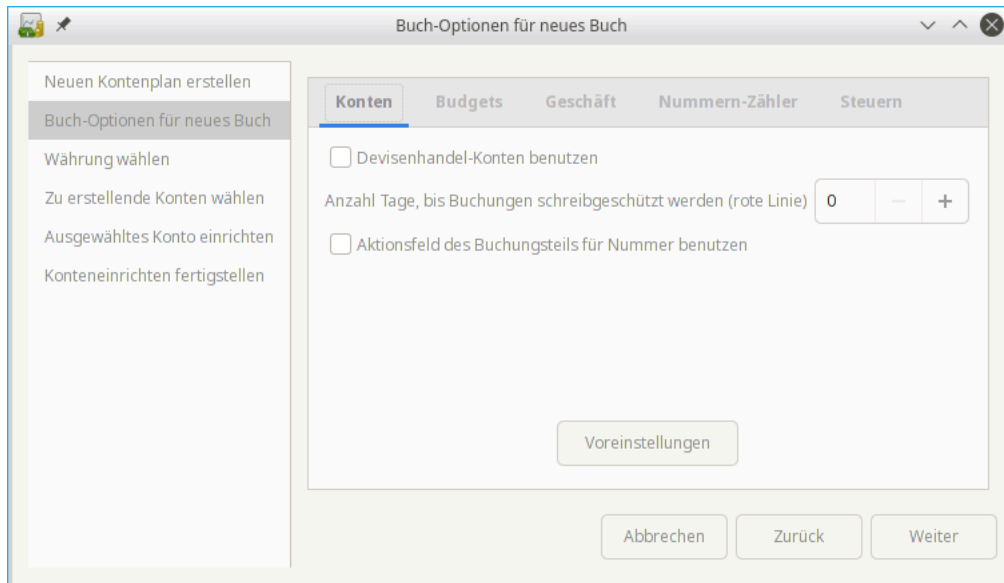 Buch-Optionen für neues Buch
Neuen Kontenplan erstellen
Buch-Optionen für neues Buch
Währung wählen
Zu erstellende Konten wählen
Ausgewähltes Konto einrichten
Konteneinrichten fertigstellen
Konten Budgets Geschäft Nummern-Zähler Steuern
Devisenhandel-Konten benutzen
Anzahl Tage, bis Buchungen schreibgeschützt werden (rote Linie) 0 − +
Aktionsfeld des Buchungsteils für Nummer benutzen
Voreinstellungen
Abbrechen Zurück Weiter